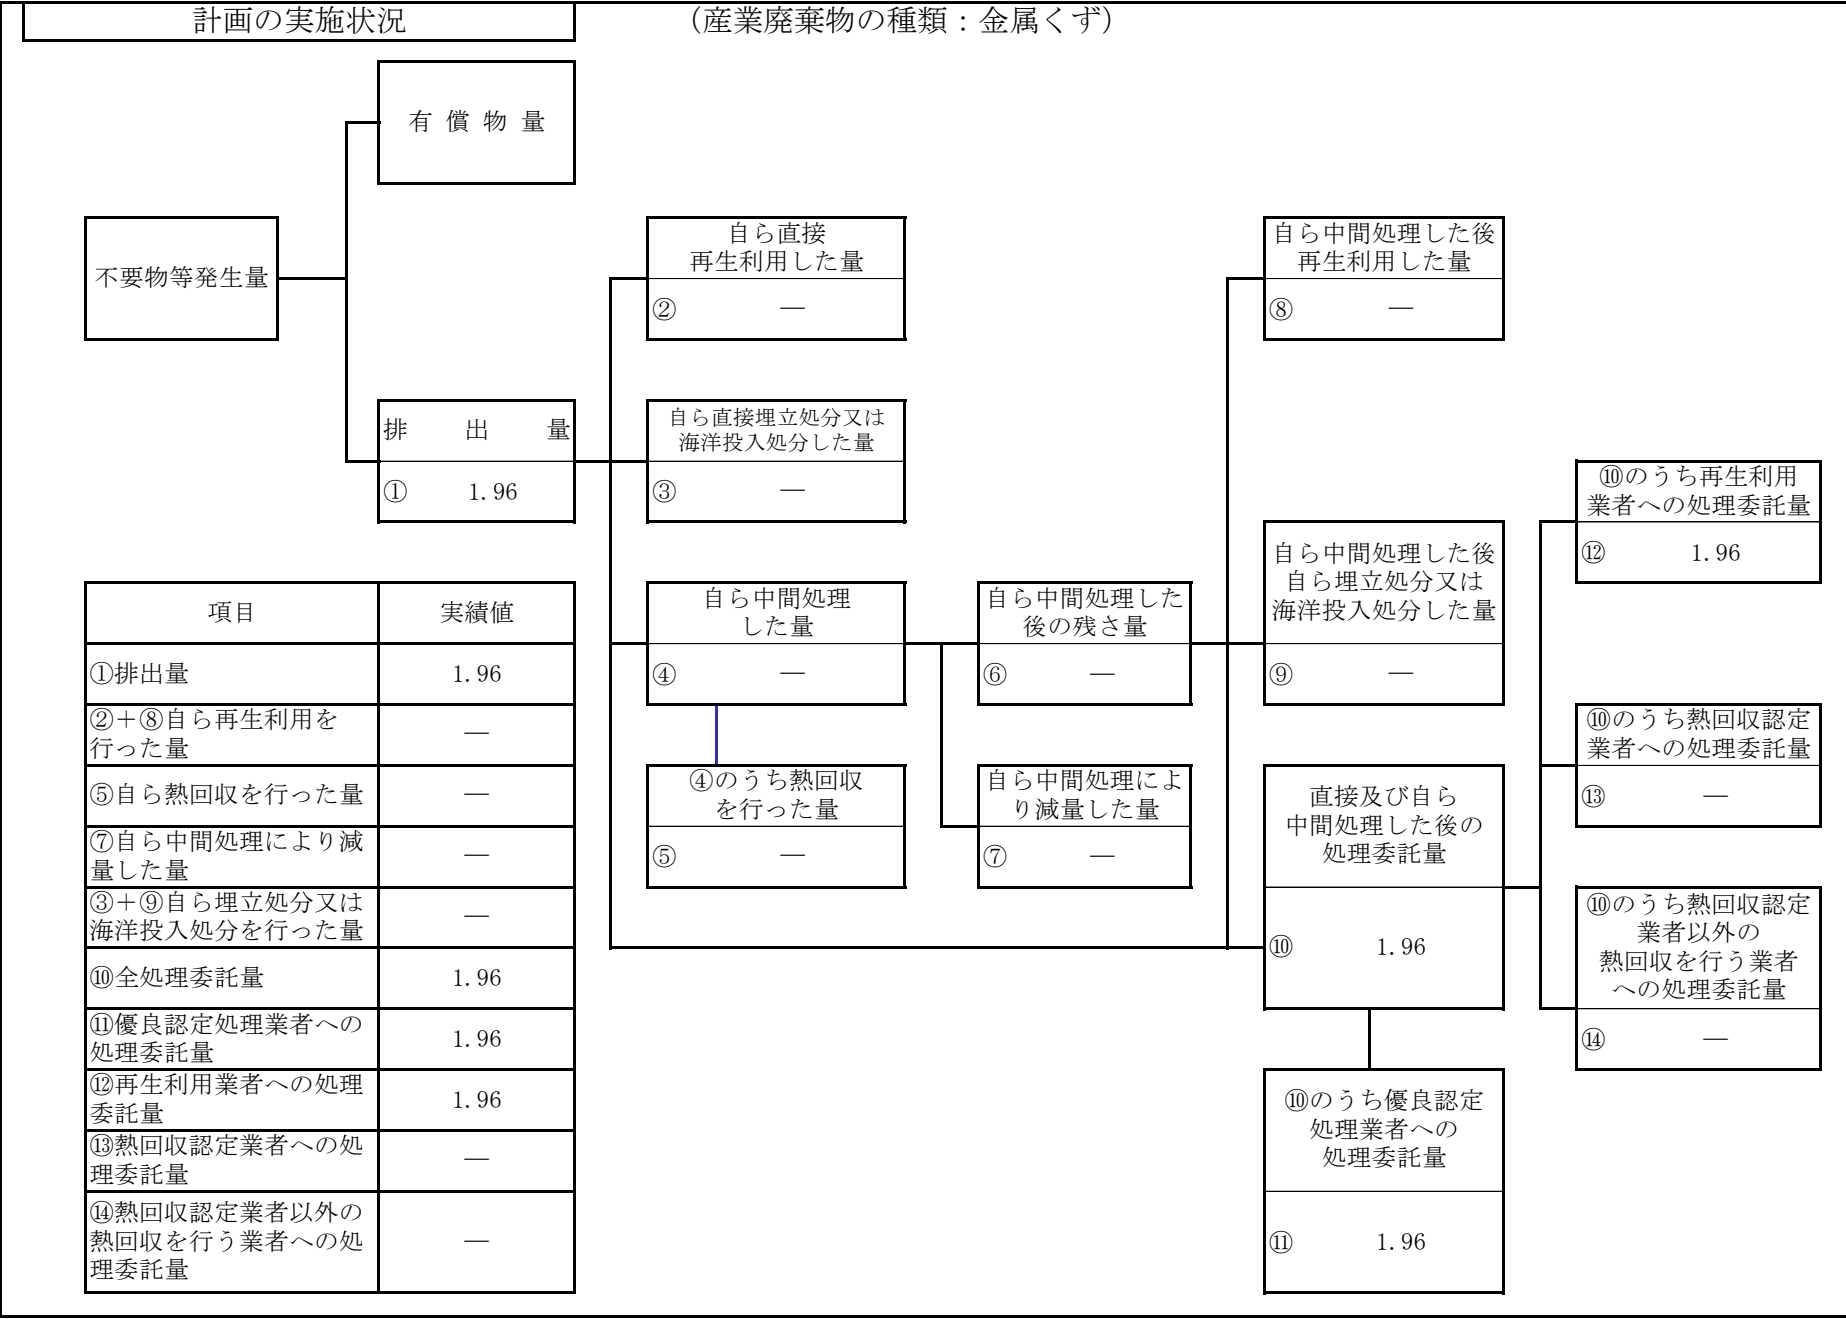 計画の実施状況
（産業廃棄物の種類：金属くず）
有償物量
不要物等発生量
排出量
① 1.96
自ら直接
再生利用した量
② ―
自ら直接埋立処分又は
海洋投入処分した量
③ ―
自ら中間処理
した量
④ ―
④のうち熱回収
を行った量
⑤ ―
自ら中間処理した
後の残さ量
⑥ ―
自ら中間処理によ
り減量した量
⑦ ―
自ら中間処理した後
再生利用した量
⑧ ―
自ら中間処理した後
自ら埋立処分又は
海洋投入処分した量
⑨ ―
直接及び自ら
中間処理した後の
処理委託量
⑩ 1.96
⑩のうち優良認定
処理業者への
処理委託量
⑪ 1.96
⑩のうち再生利用
業者への処理委託量
⑫ 1.96
⑩のうち熱回収認定
業者への処理委託量
⑬ ―
⑩のうち熱回収認定
業者以外の
熱回収を行う業者
への処理委託量
⑭ ―
項目 実績値
①排出量 1.96
②＋⑧自ら再生利用を
行った量 ―
⑤自ら熱回収を行った量 ―
⑦自ら中間処理により減
量した量 ―
③＋⑨自ら埋立処分又は
海洋投入処分を行った量 ―
⑩全処理委託量 1.96
⑪優良認定処理業者への
処理委託量 1.96
⑫再生利用業者への処理
委託量 1.96
⑬熱回収認定業者への処
理委託量 ―
⑭熱回収認定業者以外の
熱回収を行う業者への処
理委託量 ―